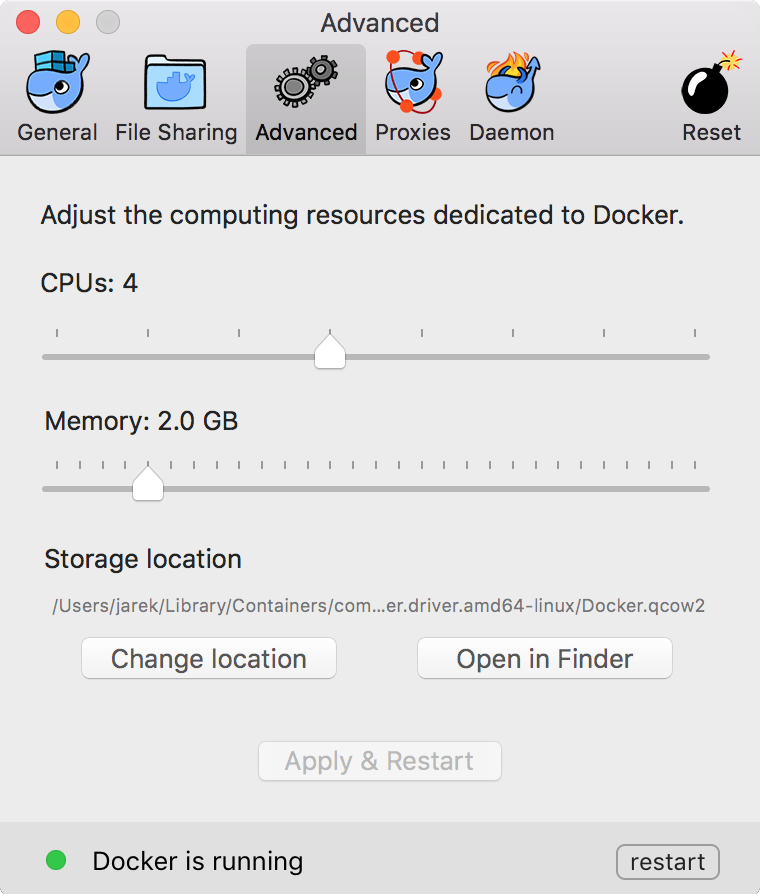 Advanced
General
File Sharing
Advanced
Proxies
Daemon
Reset
Adjust the computing resources dedicated to Docker.
CPUs: 4
Memory: 2.0 GB
Storage location
/Users/jarek/Library/Containers/com...er.driver.amd64-linux/Docker.qcow2
Change location
Open in Finder
Apply & Restart
Docker is running
restart